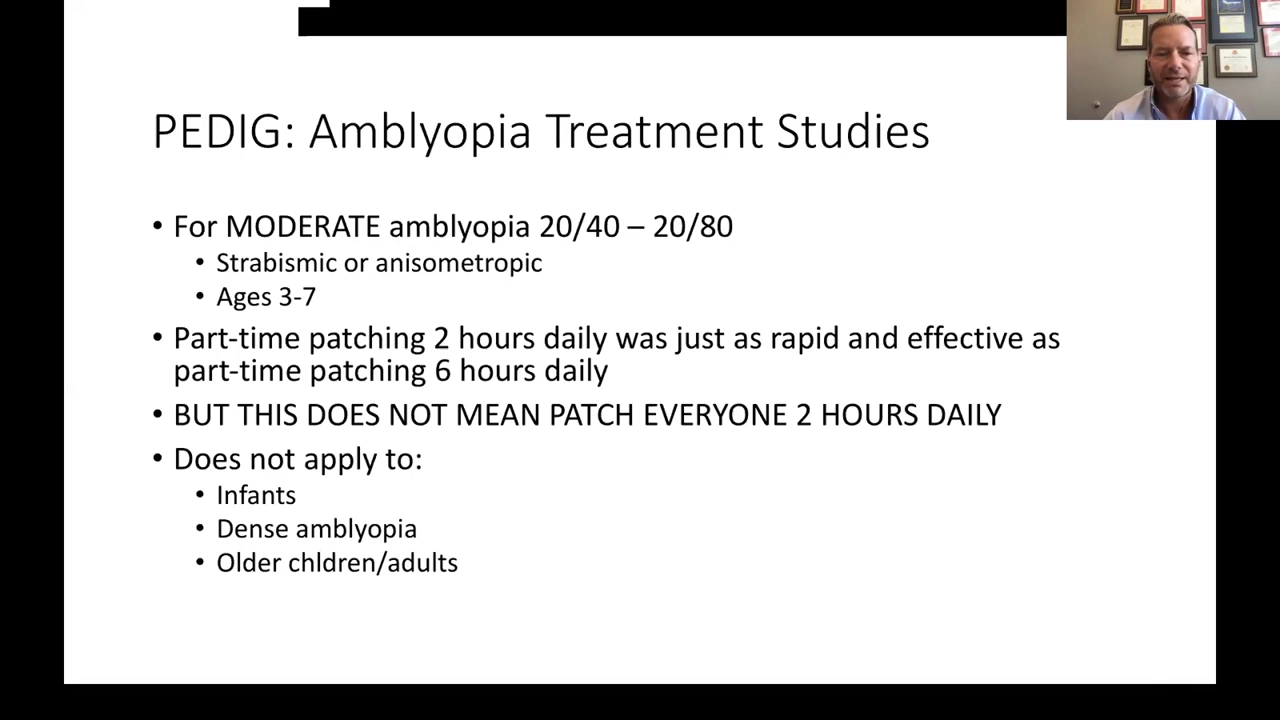 PEDIG: Amblyopia Treatment Studies
• For MODERATE amblyopia 20/40 – 20/80
• Strabismic or anisometropic
• Ages 3-7
• Part-time patching 2 hours daily was just as rapid and effective as
part-time patching 6 hours daily
• BUT THIS DOES NOT MEAN PATCH EVERYONE 2 HOURS DAILY
• Does not apply to:
• Infants
• Dense amblyopia
• Older chldren/adults